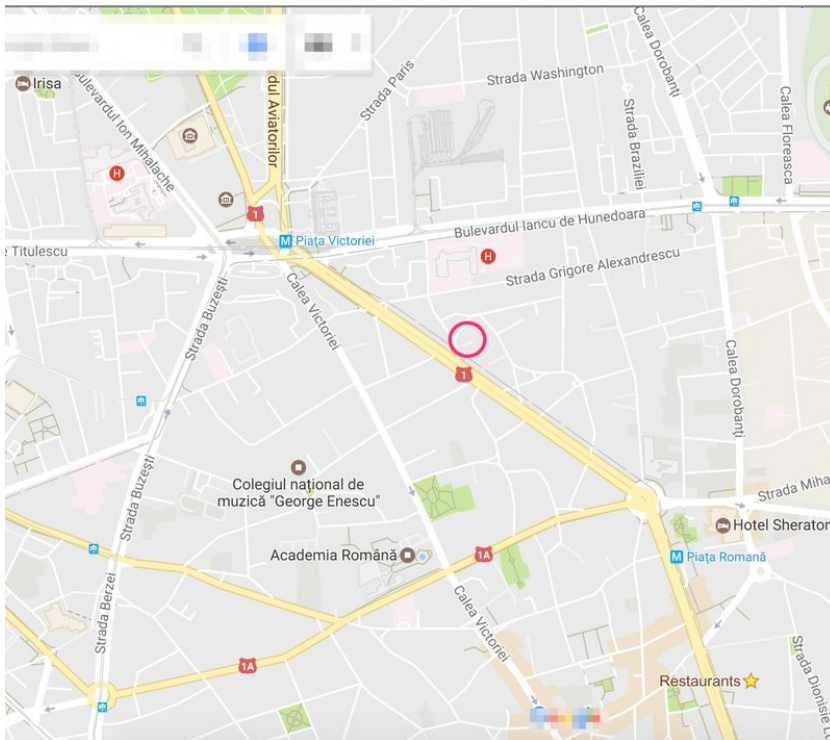 Irisa
Bulevardul Ion Mihalache
dul Aviatorilor
Strada Paris
Strada Washington
Calea Dorobanți
Strada Braziliei
Calea Floreasca
H
1
M Piața Victoriei
Bulevardul Iancu de Hunedoara
e Titulescu
H
Strada Grigore Alexandrescu
Calea Victoriei
Strada Buzești
1
Calea Dorobanți
Colegiul național de
muzică "George Enescu"
Strada Buzești
Strada Miha
Hotel Sheraton
Academia Română
1A
M Piața Romană
Strada Berzei
Calea Victoriei
1A
Restaurants
Strada Dionisie L